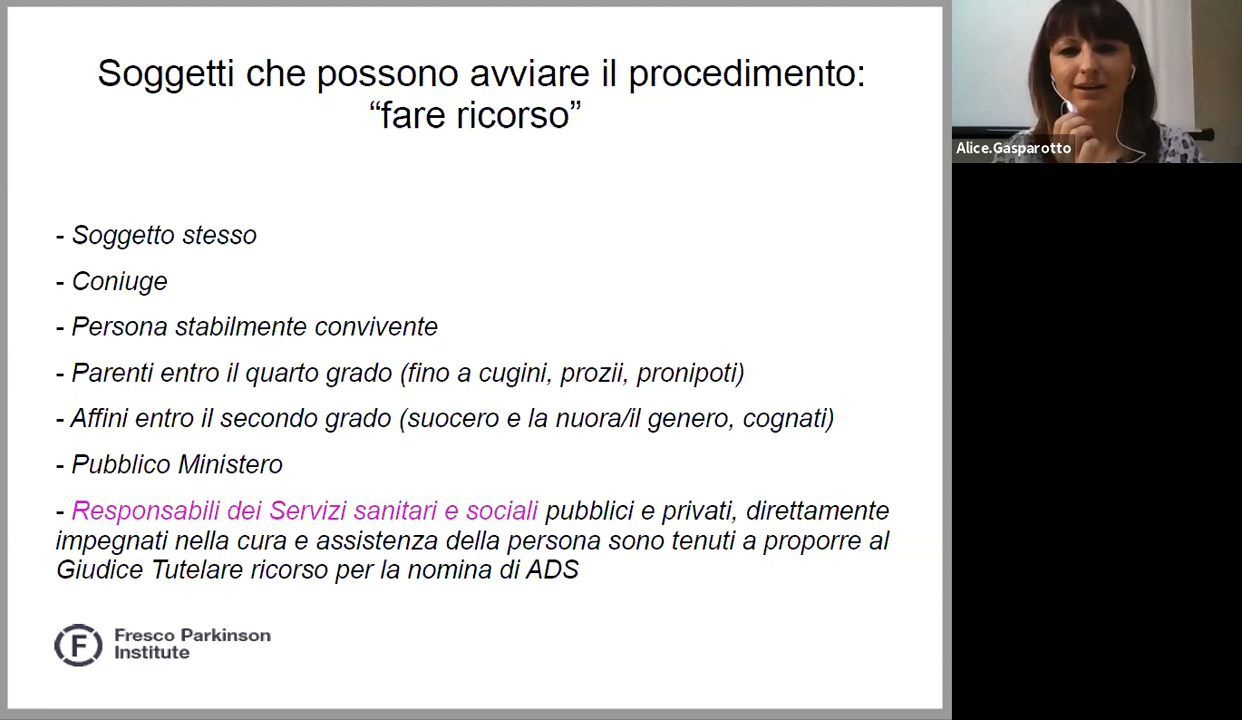 Soggetti che possono avviare il procedimento:
“fare ricorso”
- Soggetto stesso
- Coniuge
- Persona stabilmente convivente
- Parenti entro il quarto grado (fino a cugini, prozii, pronipoti)
- Affini entro il secondo grado (suocero e la nuora/il genero, cognati)
- Pubblico Ministero
- Responsabili dei Servizi sanitari e sociali pubblici e privati, direttamente
impegnati nella cura e assistenza della persona sono tenuti a proporre al
Giudice Tutelare ricorso per la nomina di ADS
F
Fresco Parkinson
Institute
Alice.Gasparotto